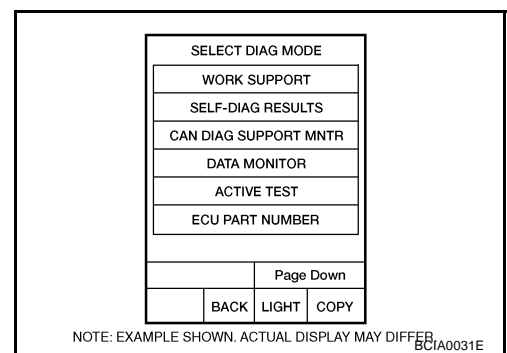 SELECT DIAG MODE
WORK SUPPORT
SELF-DIAG RESULTS
CAN DIAG SUPPORT MNTR
DATA MONITOR
ACTIVE TEST
ECU PART NUMBER
Page Down
BACK LIGHT COPY
NOTE: EXAMPLE SHOWN. ACTUAL DISPLAY MAY DIFFER
BCIA0031E